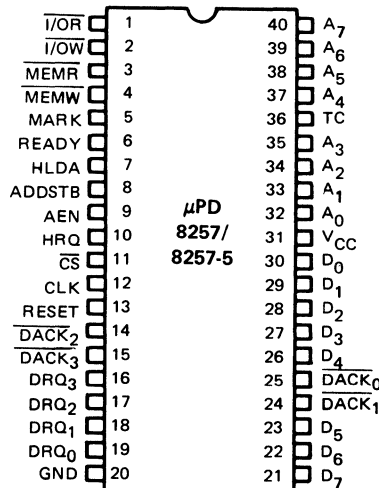 I/OR 1 40 A7
I/OW 2 39 A6
MEMR 3 38 A5
MEMW 4 37 A4
MARK 5 36 TC
READY 6 35 A3
HLDA 7 34 A2
ADDSTB 8 33 A1
AEN 9 μPD 32 A0
HRQ 10 8257/ 31 VCC
CS 11 8257-5 30 D0
CLK 12 29 D1
RESET 13 28 D2
DACK2 14 27 D3
DACK3 15 26 D4
DRQ3 16 25 DACK0
DRQ2 17 24 DACK1
DRQ1 18 23 D5
DRQ0 19 22 D6
GND 20 21 D7